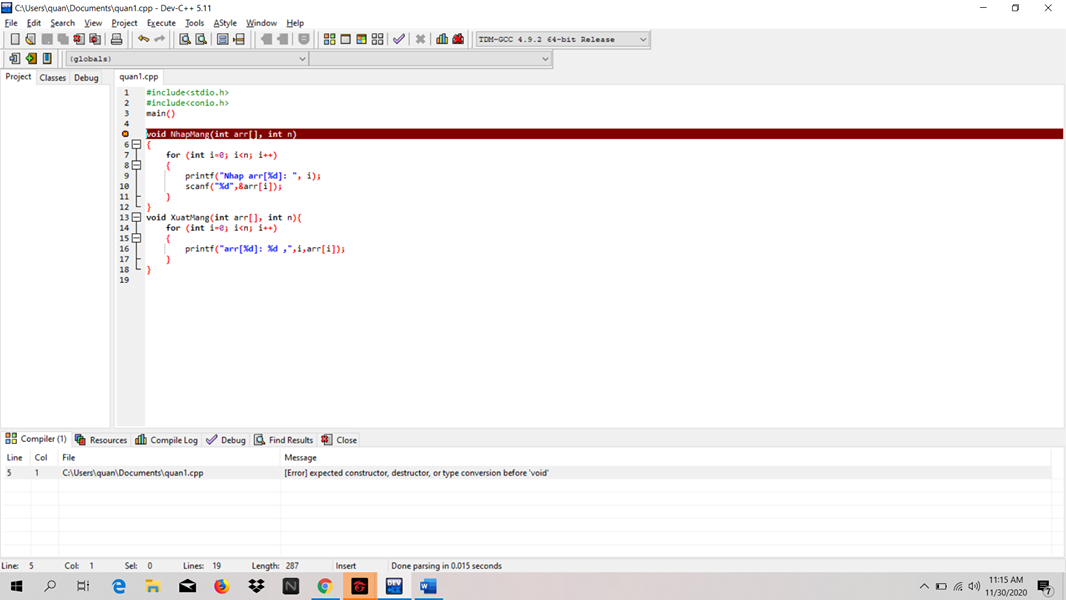 C:\Users\quan\Documents\quan1.cpp - Dev-C++ 5.11
File Edit Search View Project Execute Tools AStyle Window Help
TDM-GCC 4.9.2 64-bit Release
(globals)
Project Classes Debug
quan1.cpp
1 #include<stdio.h>
2 #include<conio.h>
3 main()
4
void NhapMang(int arr[], int n)
6 {
7 for (int i=0; i<n; i++)
8 {
9 printf("Nhap arr[%d]: ", i);
10 scanf("%d",&arr[i]);
11 }
12 }
13 void XuatMang(int arr[], int n){
14 for (int i=0; i<n; i++)
15 {
16 printf("arr[%d]: %d ,",i,arr[i]);
17 }
18 }
19
Compiler (1) Resources Compile Log Debug Find Results Close
Line Col File Message
5 1 C:\Users\quan\Documents\quan1.cpp [Error] expected constructor, destructor, or type conversion before 'void'
Line: 5 Col: 1 Sel: 0 Lines: 19 Length: 287 Insert Done parsing in 0.015 seconds
11:15 AM
11/30/2020
7